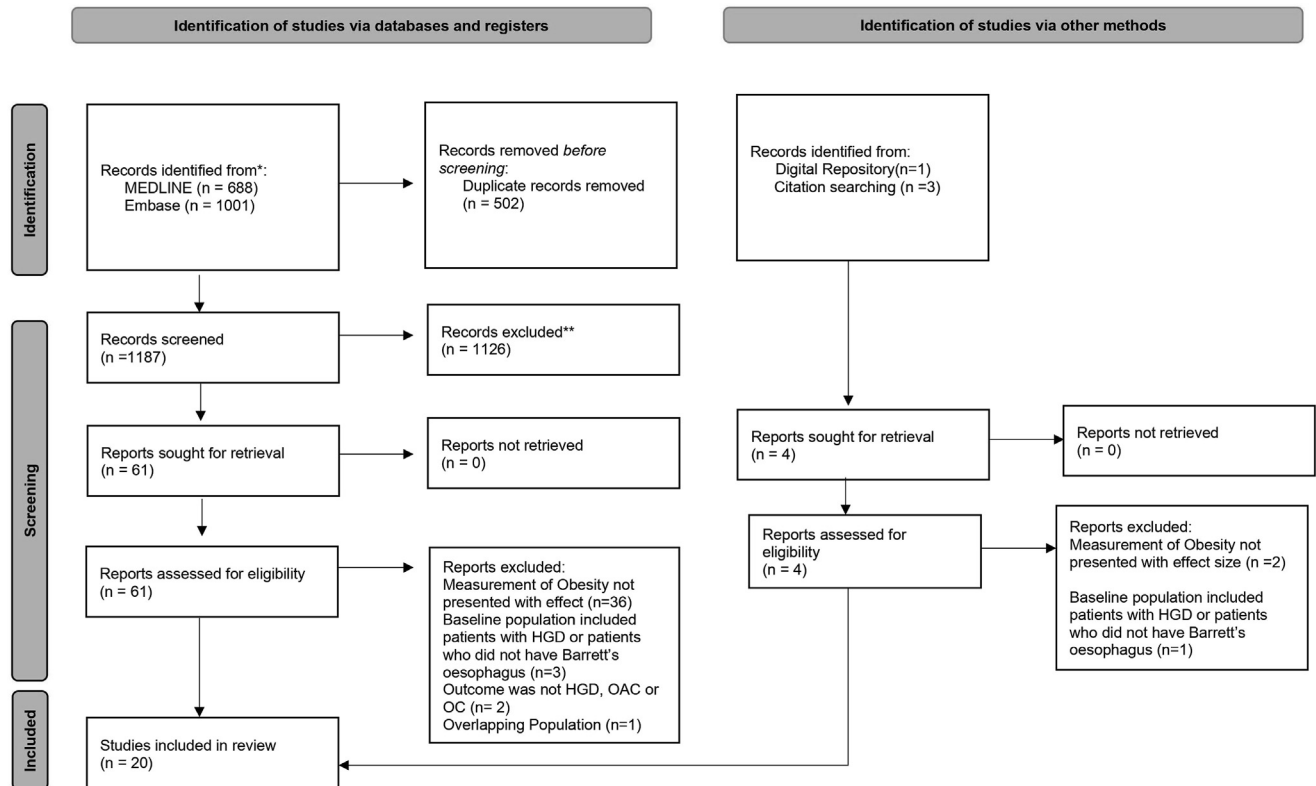 Identification of studies via databases and registers
Identification of studies via other methods
Identification
Records identified from*:
MEDLINE (n = 688)
Embase (n = 1001)
Records removed before
screening:
Duplicate records removed
(n = 502)
Records identified from:
Digital Repository(n=1)
Citation searching (n =3)
Screening
Records screened
(n =1187)
Records excluded**
(n = 1126)
Reports sought for retrieval
(n = 61)
Reports not retrieved
(n = 0)
Reports sought for retrieval
(n = 4)
Reports not retrieved
(n = 0)
Reports assessed for eligibility
(n = 61)
Reports excluded:
Measurement of Obesity not
presented with effect (n=36)
Baseline population included
patients with HGD or patients
who did not have Barrett's
oesophagus (n=3)
Outcome was not HGD, OAC or
OC (n= 2)
Overlapping Population (n=1)
Reports assessed for
eligibility
(n = 4)
Reports excluded:
Measurement of Obesity not
presented with effect size (n =2)
Baseline population included
patients with HGD or patients
who did not have Barrett's
oesophagus (n=1)
Included
Studies included in review
(n = 20)